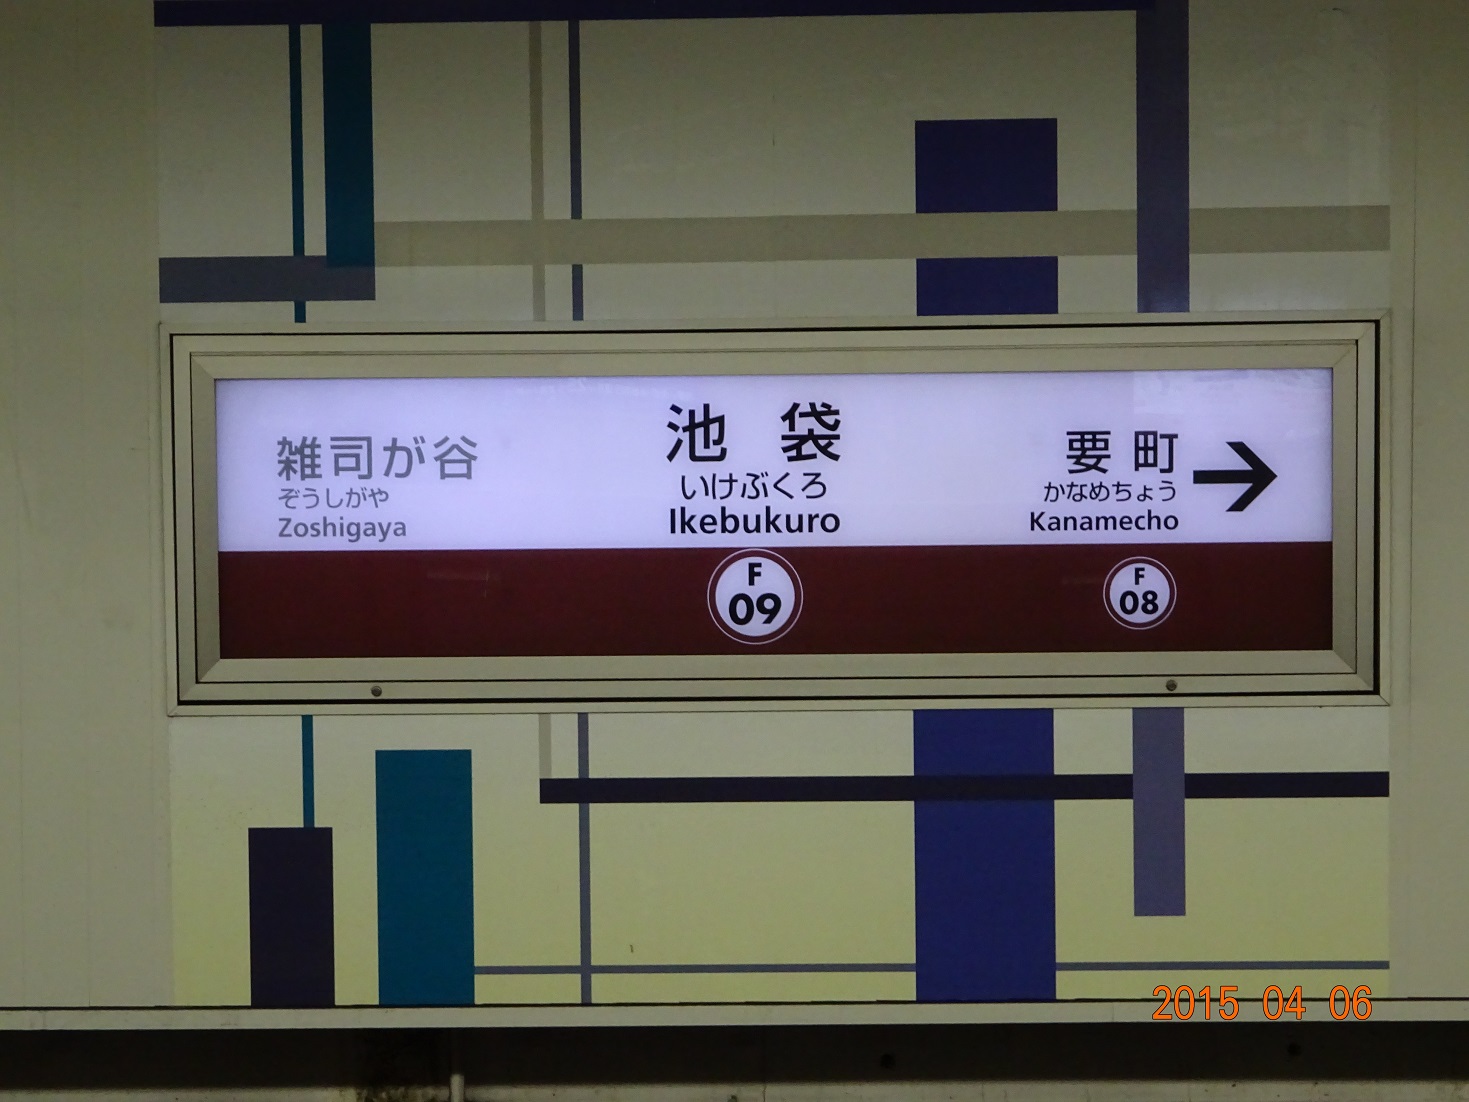 雑司が谷
ぞうしがや
Zoshigaya
池袋
いけぶくろ
Ikebukuro
F
09
要町
かなめちょう
Kanamecho
F
08
2015 04 06